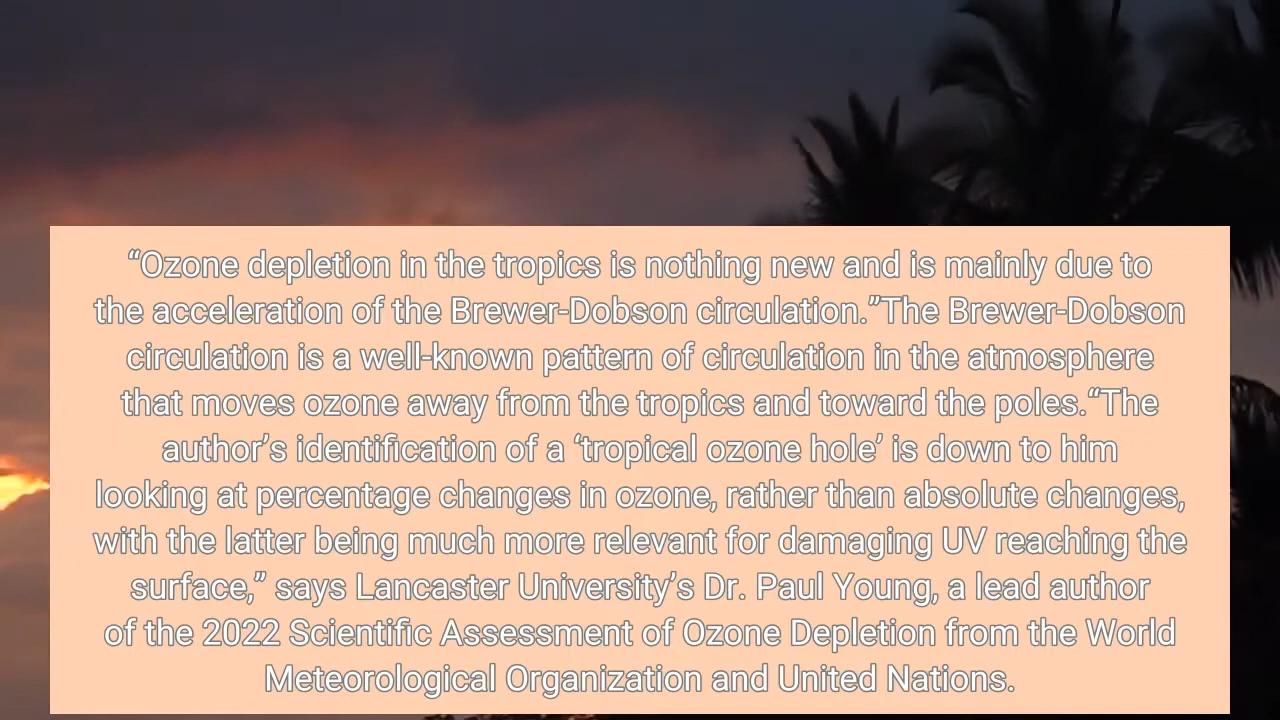 “Ozone depletion in the tropics is nothing new and is mainly due to
the acceleration of the Brewer-Dobson circulation.”The Brewer-Dobson
circulation is a well-known pattern of circulation in the atmosphere
that moves ozone away from the tropics and toward the poles.“The
author’s identification of a ‘tropical ozone hole’ is down to him
looking at percentage changes in ozone, rather than absolute changes,
with the latter being much more relevant for damaging UV reaching the
surface,” says Lancaster University’s Dr. Paul Young, a lead author
of the 2022 Scientific Assessment of Ozone Depletion from the World
Meteorological Organization and United Nations.